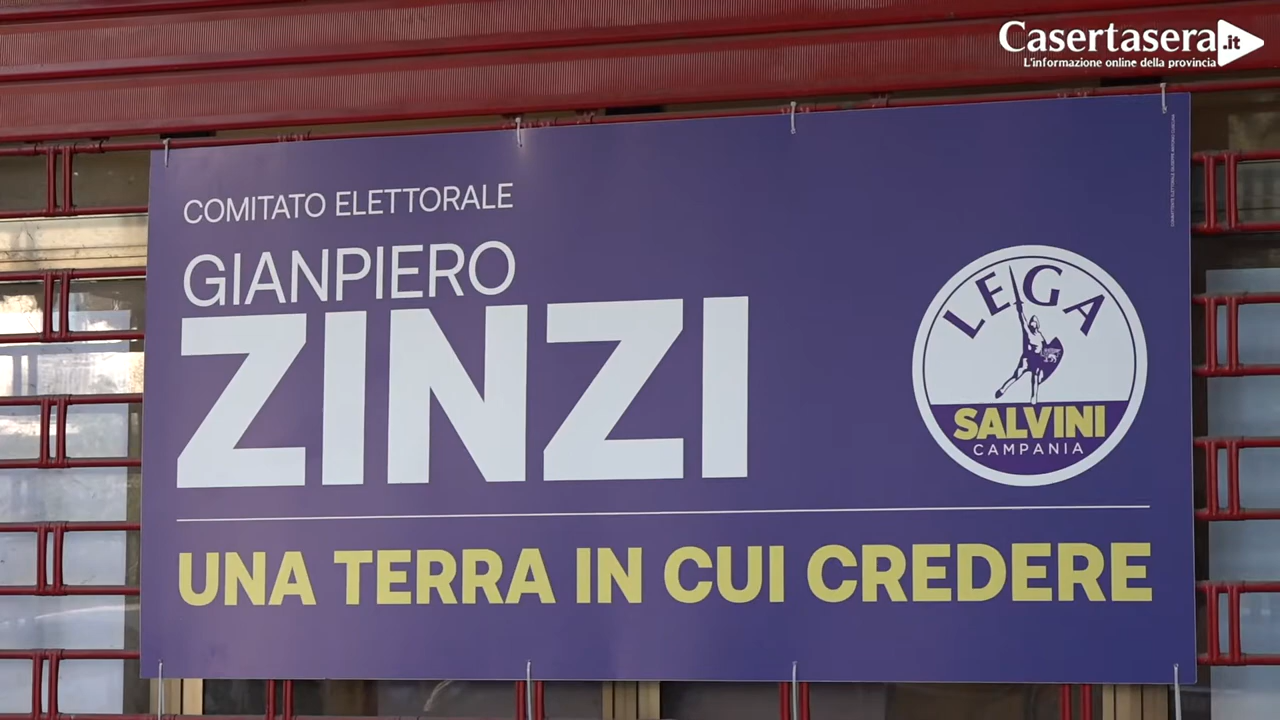 Casertasera.it
L'informazione online della provincia
COMITATO ELETTORALE
GIANPIERO
ZINZI
LEGA
SALVINI
CAMPANIA
UNA TERRA IN CUI CREDERE